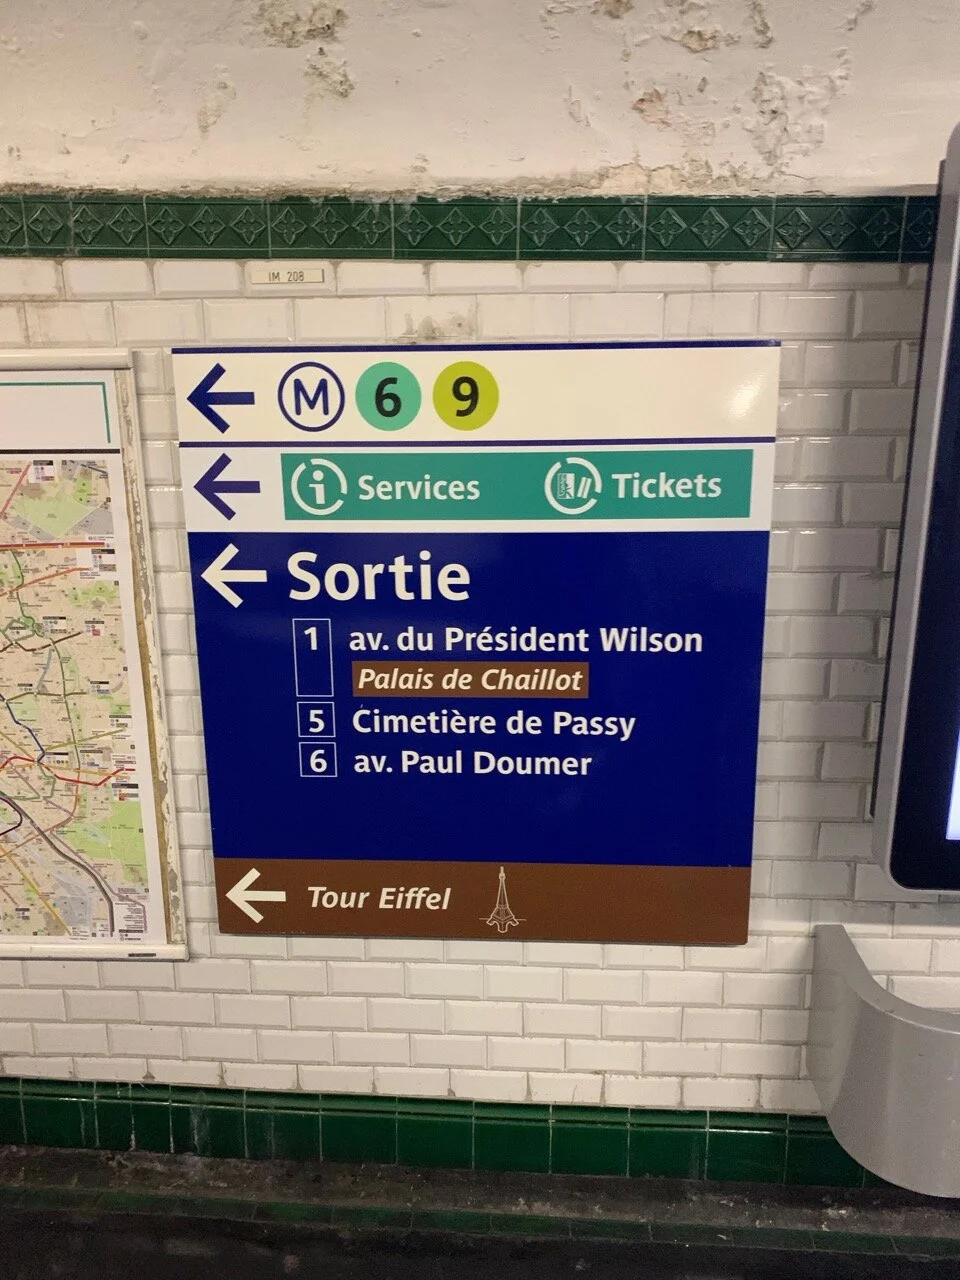 IM 208
M 6 9
Services Tickets
Sortie
1 av. du Président Wilson
Palais de Chaillot
5 Cimetière de Passy
6 av. Paul Doumer
Tour Eiffel